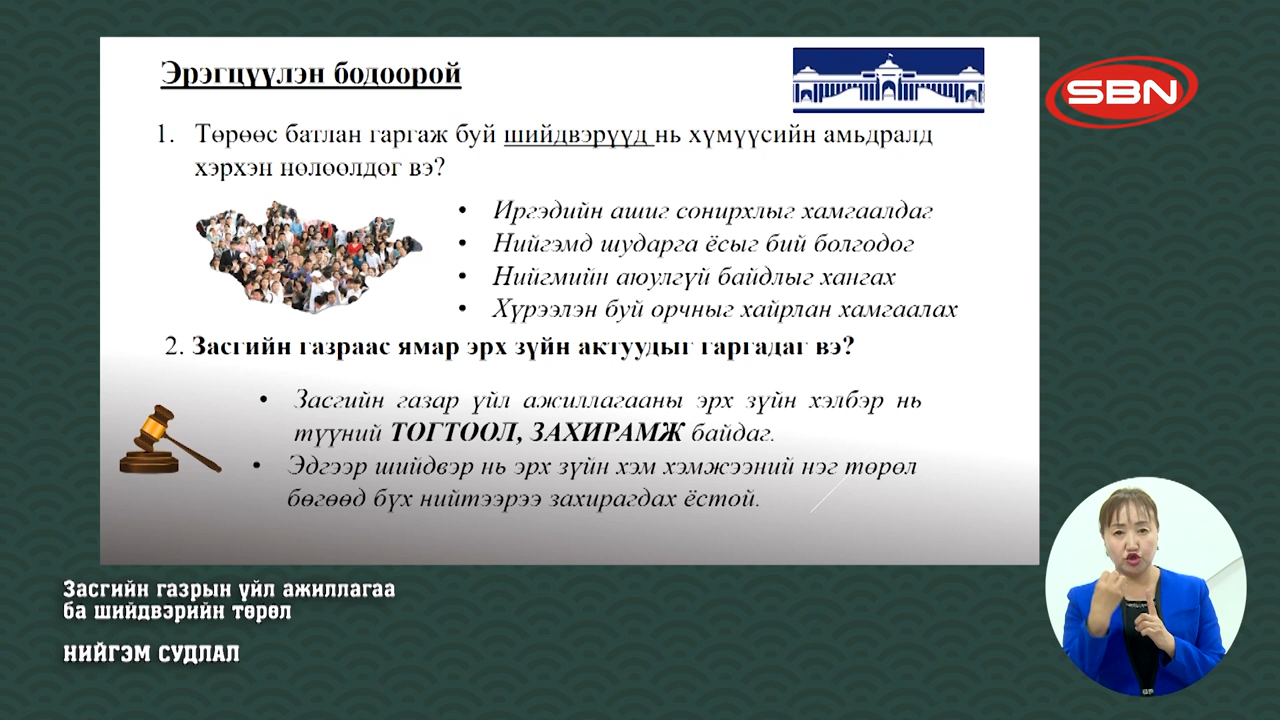 Эрэгцүүлэн бодоорой
SBN
1. Төрөөс батлан гаргаж буй шийдвэрүүд нь хүмүүсийн амьдралд
хэрхэн нөлөөлдөг вэ?
• Иргэдийн ашиг сонирхлыг хамгаалдаг
• Нийгэмд шударга ёсыг бий болгодог
• Нийгмийн аюулгүй байдлыг хангах
• Хүрээлэн буй орчныг хайрлан хамгаалах
2. Засгийн газраас ямар эрх зүйн актуудыг гаргадаг вэ?
• Засгийн газар үйл ажиллагааны эрх зүйн хэлбэр нь
түүний ТОГТООЛ, ЗАХИРАМЖ байдаг.
• Эдгээр шийдвэр нь эрх зүйн хэм хэмжээний нэг төрөл
бөгөөд бүх нийтээрээ захирагдах ёстой.
Засгийн газрын үйл ажиллагаа
ба шийдвэрийн төрөл
НИЙГЭМ СУДЛАЛ